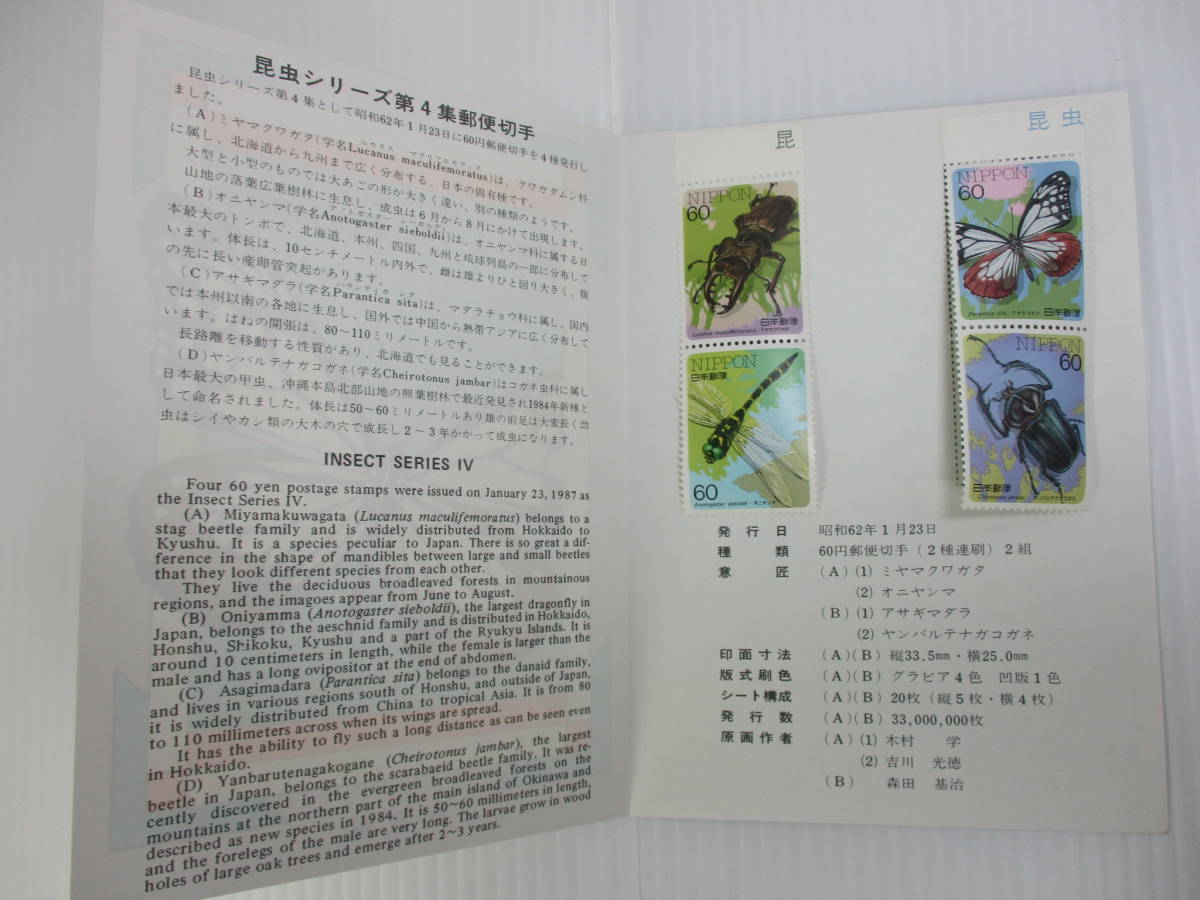 昆虫シリーズ第4集郵便切手
昆虫シリーズ第4集として昭和62年1月23日に60円郵便切手を4種発行し
ました。
(A)ミヤマクワガタ(学名Lucanus maculifemoratus)は、クワガタムシ科
に属し、北海道から九州まで広く分布する、日本の固有種です。
大型と小型のものでは大あごの形が大きく違い、別の種類のようです。
山地の落葉広葉樹林に生息し、成虫は6月から8月にかけて出現します。
(B)オニヤンマ(学名Anotogaster sieboldii)は、オニヤンマ科に属する日
本最大のトンボで、北海道、本州、四国、九州と琉球列島の一部に分布して
います。体長は、10センチメートル内外で、雌は雄よりひと回り大きく、腹
の先に長い産卵管突起があります。
(C)アサギマダラ(学名Parantica sita)は、マダラチョウ科に属し、国内
では本州以南の各地に生息し、国外では中国から熱帯アジアに広く分布して
います。はねの開張は、80~110ミリメートルです。
長路離を移動する性質があり、北海道でも見ることができます。
(D)ヤンバルテナガコガネ(学名Cheirotonus jambar)はコガネ虫科に属し
日本最大の甲虫、沖縄本島北部山地の照葉樹林で最近発見され1984年新種と
して命名されました。体長は50~60ミリメートルあり雄の前足は大変長く幼
虫はシイやカシ類の大木の穴で成長し2~3年かかって成虫になります。
INSECT SERIES IV
Four 60 yen postage stamps were issued on January 23, 1987 as
the Insect Series IV.
(A) Miyamakuwagata (Lucanus maculifemoratus) belongs to a
stag beetle family and is widely distributed from Hokkaido to
Kyushu. It is a species peculiar to Japan. There is so great a dif-
ference in the shape of mandibles between large and small beetles
that they look different species from each other.
They live the deciduous broadleaved forests in mountainous
regions, and the imagoes appear from June to August.
(B) Oniyamma (Anotogaster sieboldii), the largest dragonfly in
Japan, belongs to the aeschnid family and is distributed in Hokkaido,
Honshu, Shikoku, Kyushu and a part of the Ryukyu Islands. It is
around 10 centimeters in length, while the female is larger than the
male and has a long ovipositor at the end of abdomen.
(C) Asagimadara (Parantica sita) belongs to the danaid family,
and lives in various regions south of Honshu, and outside of Japan,
it is widely distributed from China to tropical Asia. It is from 80
to 110 millimeters across when its wings are spread.
It has the ability to fly such a long distance as can be seen even
in Hokkaido.
(D) Yanbarutenagakogane (Cheirotonus jambar), the largest
beetle in Japan, belongs to the scarabaeid beetle family. It was re-
cently discovered in the evergreen broadleaved forests on the
mountains at the northern part of the main island of Okinawa and
described as new species in 1984. It is 50~60 millimeters in length,
and the forelegs of the male are very long. The larvae grow in wood
holes of large oak trees and emerge after 2~3 years.
昆
昆虫
NIPPON
60
日本郵便
Lucanus maculifemoratus・ミヤマクワガタ
NIPPON
日本郵便
60
Anotogaster sieboldii・オニヤンマ
NIPPON
60
Parantica sita・アサギマダラ 日本郵便
NIPPON
60
日本郵便
Cheirotonus jambar ヤンバルテナガコガネ
発行日 昭和62年1月23日
種類 60円郵便切手(2種連刷)2組
意匠 (A)(1)ミヤマクワガタ
(2)オニヤンマ
(B)(1)アサギマダラ
(2)ヤンバルテナガコガネ
印面寸法 (A)(B)縦33.5mm・横25.0mm
版式刷色 (A)(B)グラビア4色 凹版1色
シート構成 (A)(B)20枚(縦5枚・横4枚)
発行数 (A)(B)33,000,000枚
原画作者 (A)(1)木村 学
(2)吉川 光徳
(B) 森田 基治